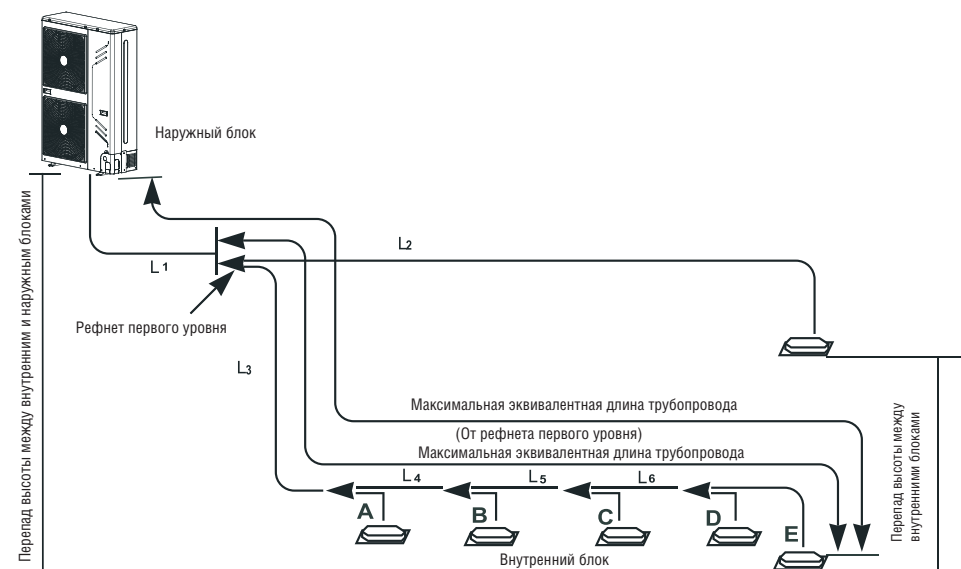 Наружный блок
L1
L2
Рефнет первого уровня
L3
Перепад высоты между внутренним и наружным блоками
Максимальная эквивалентная длина трубопровода
(От рефнета первого уровня)
Максимальная эквивалентная длина трубопровода
L4
L5
L6
A
B
C
D
E
Внутренний блок
Перепад высоты между
внутренними блоками